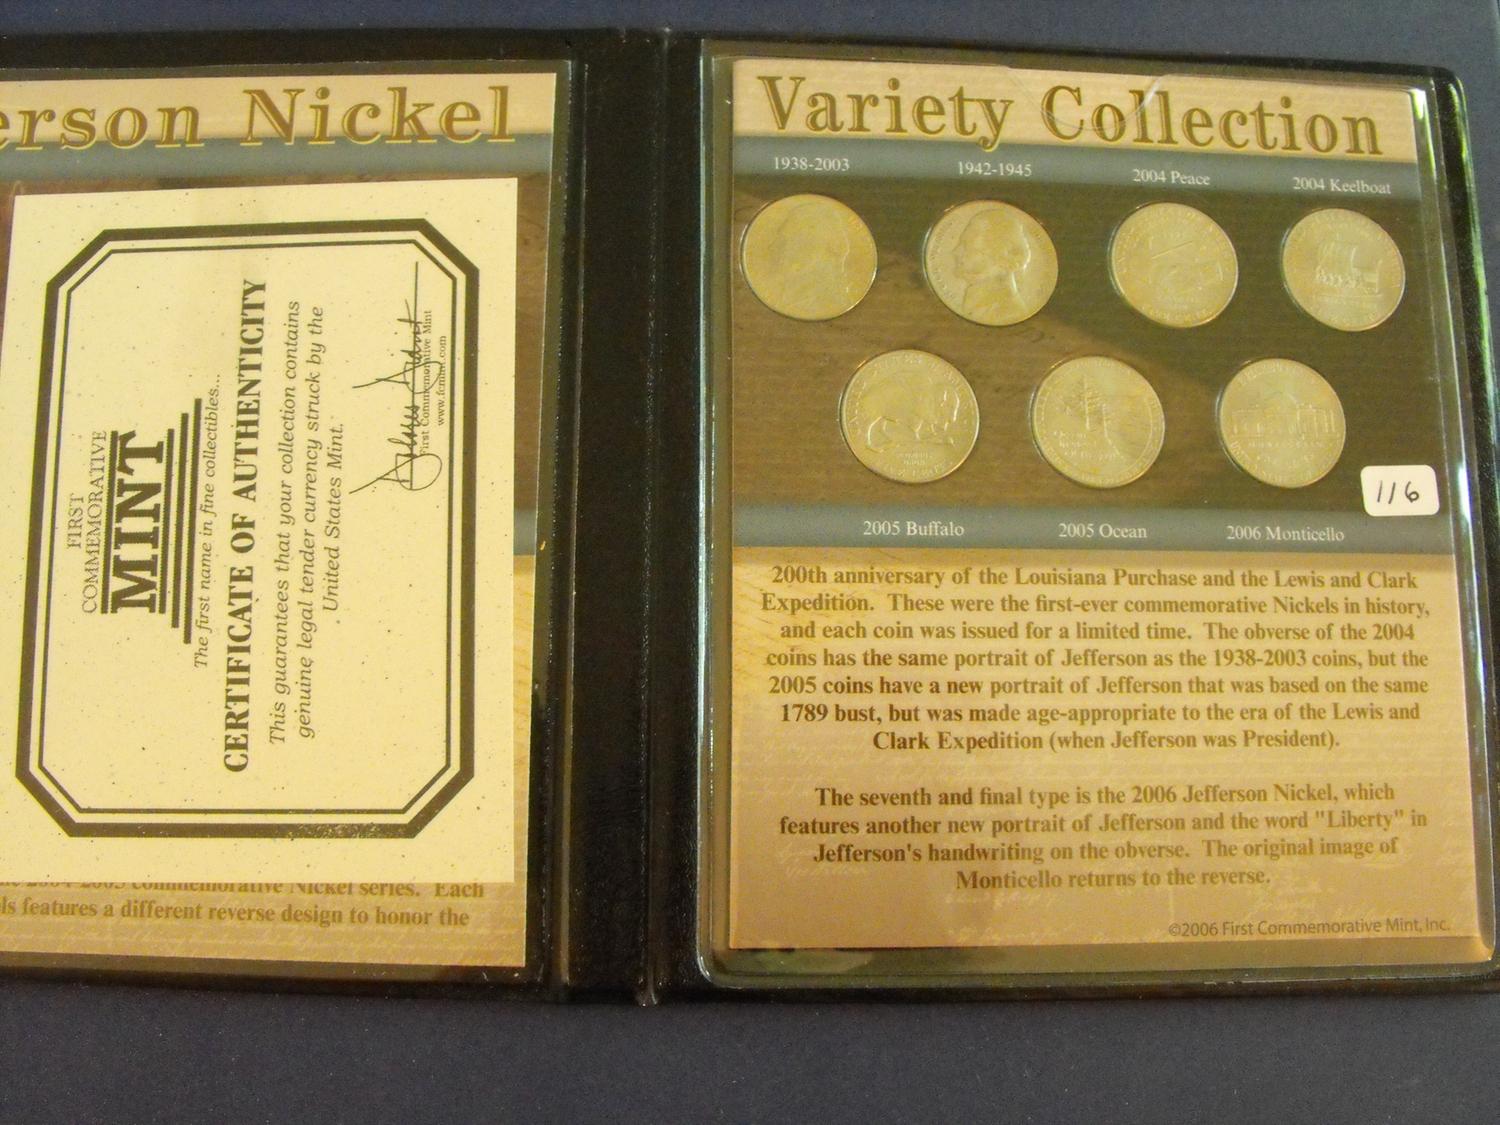 erson Nickel
FIRST
COMMEMORATIVE
MINT
The first name in fine collectibles...
CERTIFICATE OF AUTHENTICITY
This guarantees that your collection contains
genuine legal tender currency struck by the
United States Mint.
First Commemorative Mint
www.fcmint.com
2004-2005 commemorative Nickel series. Each
ls features a different reverse design to honor the
Variety Collection
1938-2003
1942-1945
2004 Peace
2004 Keelboat
2005 Buffalo
2005 Ocean
2006 Monticello
116
200th anniversary of the Louisiana Purchase and the Lewis and Clark
Expedition. These were the first-ever commemorative Nickels in history,
and each coin was issued for a limited time. The obverse of the 2004
coins has the same portrait of Jefferson as the 1938-2003 coins, but the
2005 coins have a new portrait of Jefferson that was based on the same
1789 bust, but was made age-appropriate to the era of the Lewis and
Clark Expedition (when Jefferson was President).
The seventh and final type is the 2006 Jefferson Nickel, which
features another new portrait of Jefferson and the word "Liberty" in
Jefferson's handwriting on the obverse. The original image of
Monticello returns to the reverse.
©2006 First Commemorative Mint, Inc.